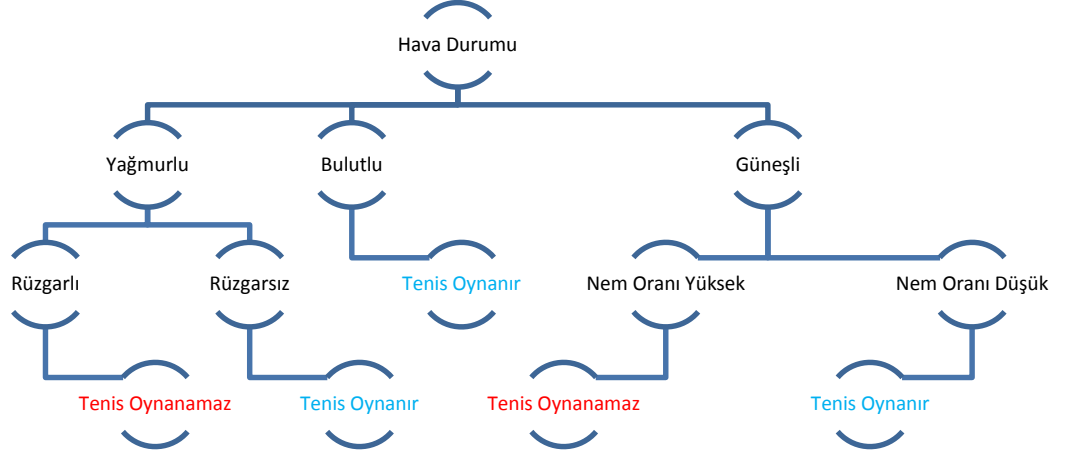 Hava Durumu
Yağmurlu
Bulutlu
Güneşli
Rüzgarlı
Rüzgarsız
Tenis Oynanır
Nem Oranı Yüksek
Nem Oranı Düşük
Tenis Oynanamaz
Tenis Oynanır
Tenis Oynanamaz
Tenis Oynanır